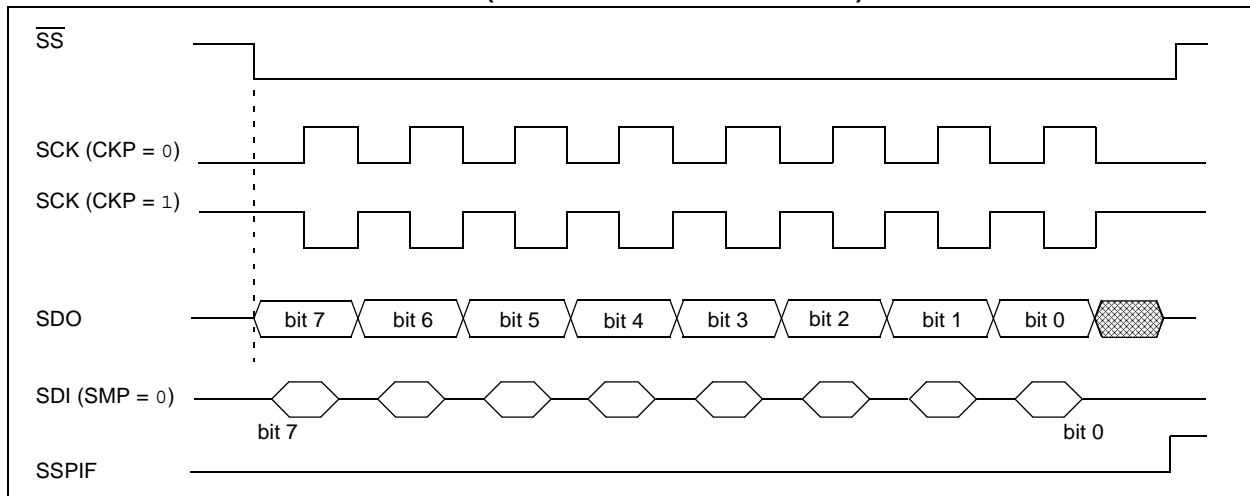 SS
SCK (CKP = 0)
SCK (CKP = 1)
SDO bit 7 bit 6 bit 5 bit 4 bit 3 bit 2 bit 1 bit 0
SDI (SMP = 0)
bit 7 bit 0
SSPIF